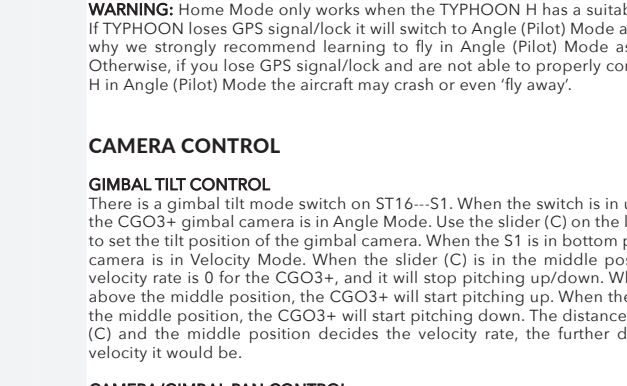 WARNING: Home Mode only works when the TYPHOON H has a
If TYPHOON loses GPS signal/lock it will switch to Angle (Pilot) Mode
why we strongly recommend learning to fly in Angle (Pilot) Mode
Otherwise, if you lose GPS signal/lock and are not able to properly
H in Angle (Pilot) Mode the aircraft may crash or even ‘fly away’.
CAMERA CONTROL
GIMBAL TILT CONTROL
There is a gimbal tilt mode switch on ST16---S1. When the switch is in
the CGO3+ gimbal camera is in Angle Mode. Use the slider (C) on the
to set the tilt position of the gimbal camera. When the S1 is in bottom
camera is in Velocity Mode. When the slider (C) is in the middle
velocity rate is 0 for the CGO3+, and it will stop pitching up/down.
above the middle position, the CGO3+ will start pitching up. When
the middle position, the CGO3+ will start pitching down. The distance
(C) and the middle position decides the velocity rate, the further
velocity it would be.
CAMERA/GIMBAL PAN CONTROL